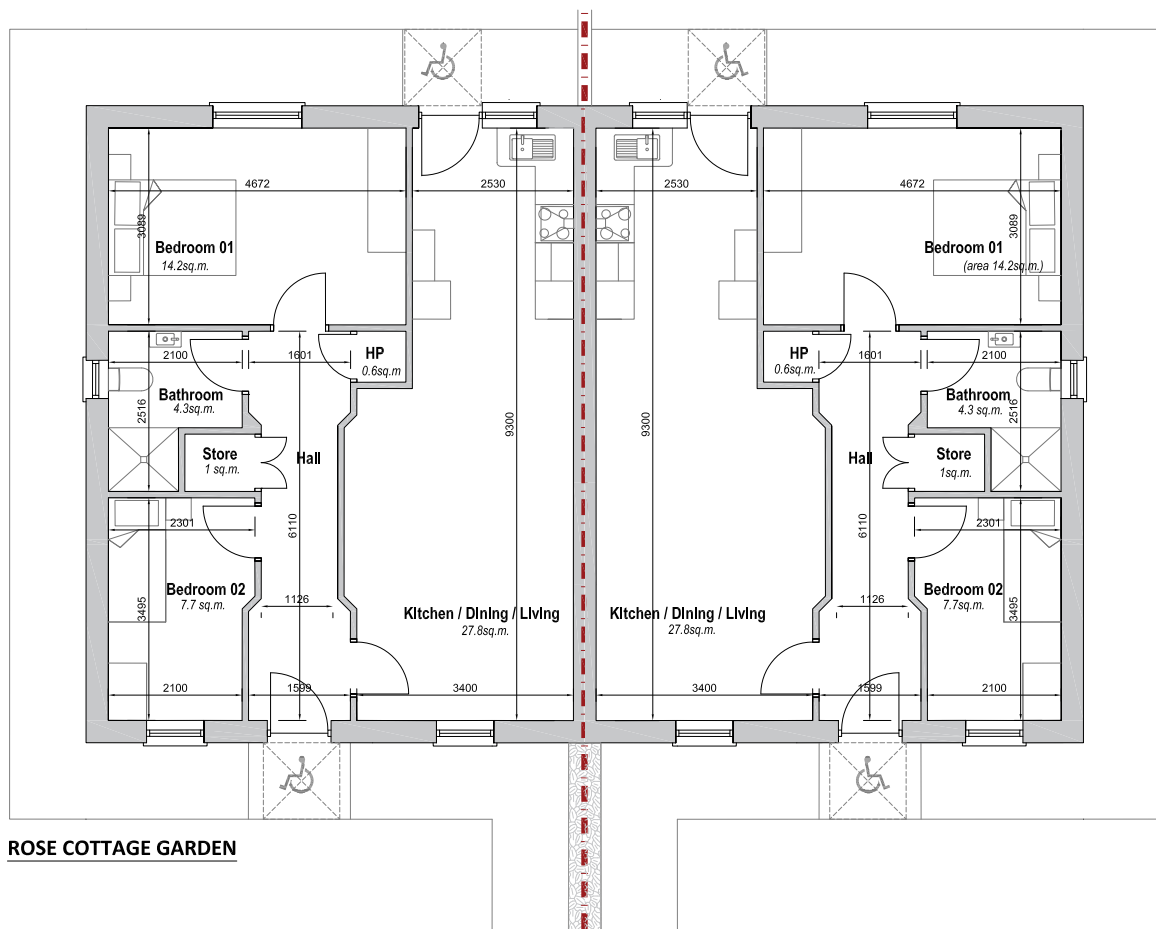 4672
2530
2530
4672
3089
3089
Bedroom 01
14.2sq.m.
Bedroom 01
(area 14.2sq.m.)
2100
1601
HP
0.6sq.m
HP
0.6sq.m.
1601
2100
Bathroom
4.3sq.m.
Bathroom
4.3 sq.m.
2516
2516
9300
9300
Store
1 sq.m.
Hall
Hall
Store
1sq.m.
2301
6110
6110
2301
Bedroom 02
7.7 sq.m.
1126
Kitchen / Dining / Living
27.8sq.m.
Kitchen / Dining / Living
27.8sq.m.
1126
Bedroom 02
7.7sq.m.
3495
3495
2100
1599
3400
3400
1599
2100
ROSE COTTAGE GARDEN